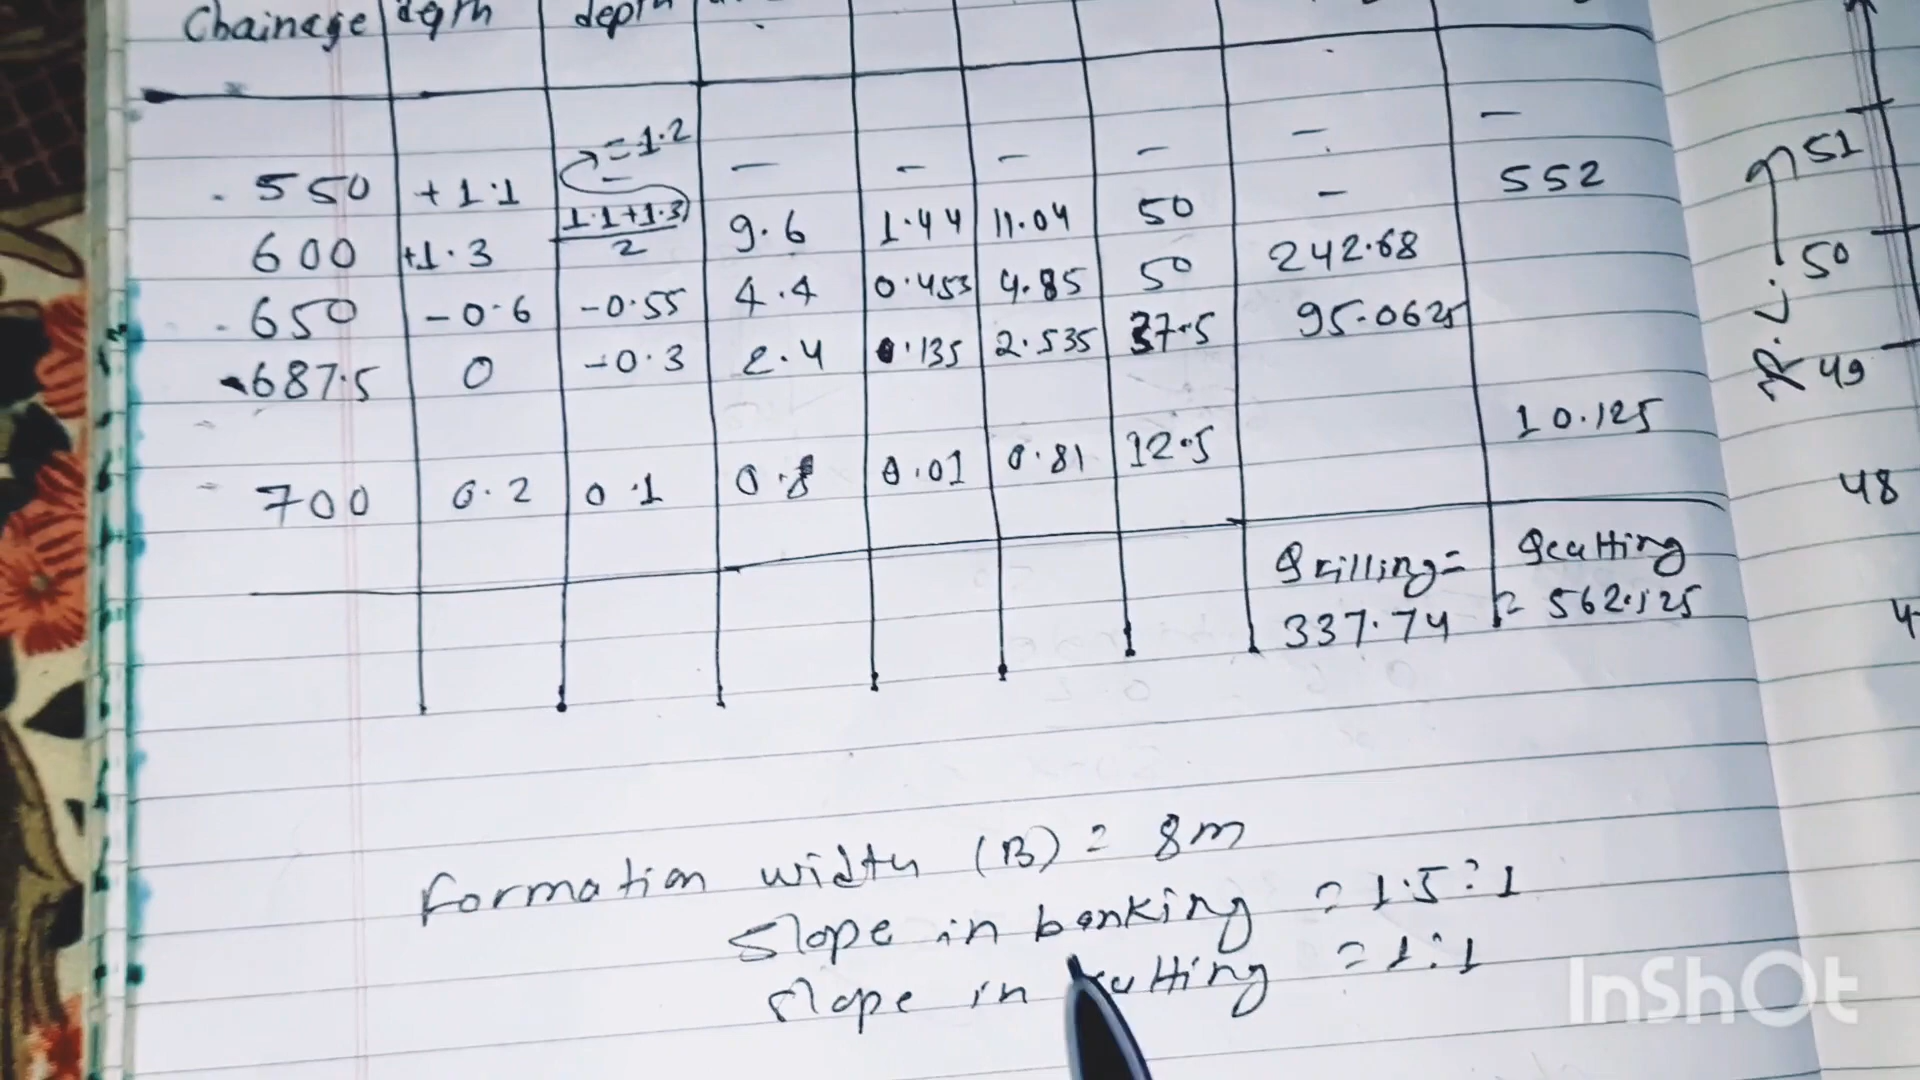 Chainage depth depth
= 1.2
550 +1.1 - - - - - - -
600 +1.3 1.1+1.3/2 9.6 1.44 11.04 50 - 552
650 -0.6 -0.55 4.4 0.453 4.85 50 242.68
687.5 0 -0.3 2.4 0.135 2.535 37.5 95.0625
700 0.2 0.1 0.8 0.01 0.81 12.5 10.125
337.74 = 562.125
Formation width (B) = 8m
Slope in banking = 1.5:1
Slope in cutting = 1:1
51
50
49
48
InShOt